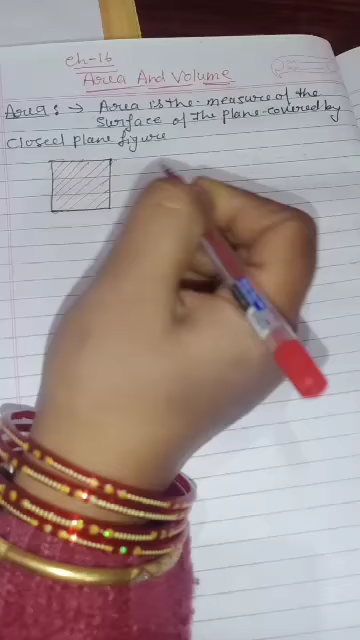 ch-16
Area And Volume
Area :→ Area is the measure of the
surface of the plane covered by
closed plane figure